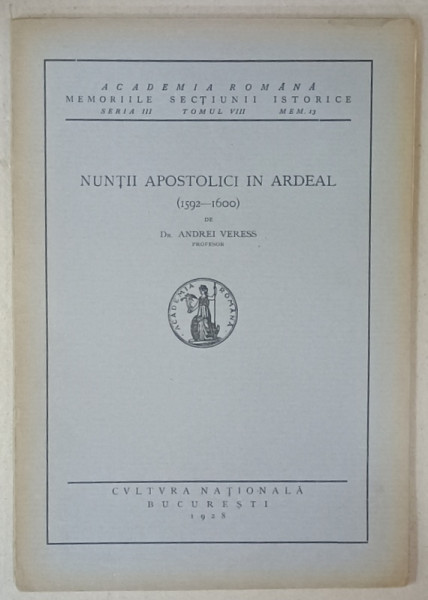 ACADEMIA ROMÂNĂ
MEMORIILE SECȚIUNII ISTORICE
SERIA III TOMUL VIII MEM. 13
NUNȚII APOSTOLICI IN ARDEAL
(1592—1600)
DE
DR. ANDREI VERESS
PROFESOR
ACADEMIA ROMANA
CVLTVRA NAȚIONALĂ
BUCUREȘTI
1928